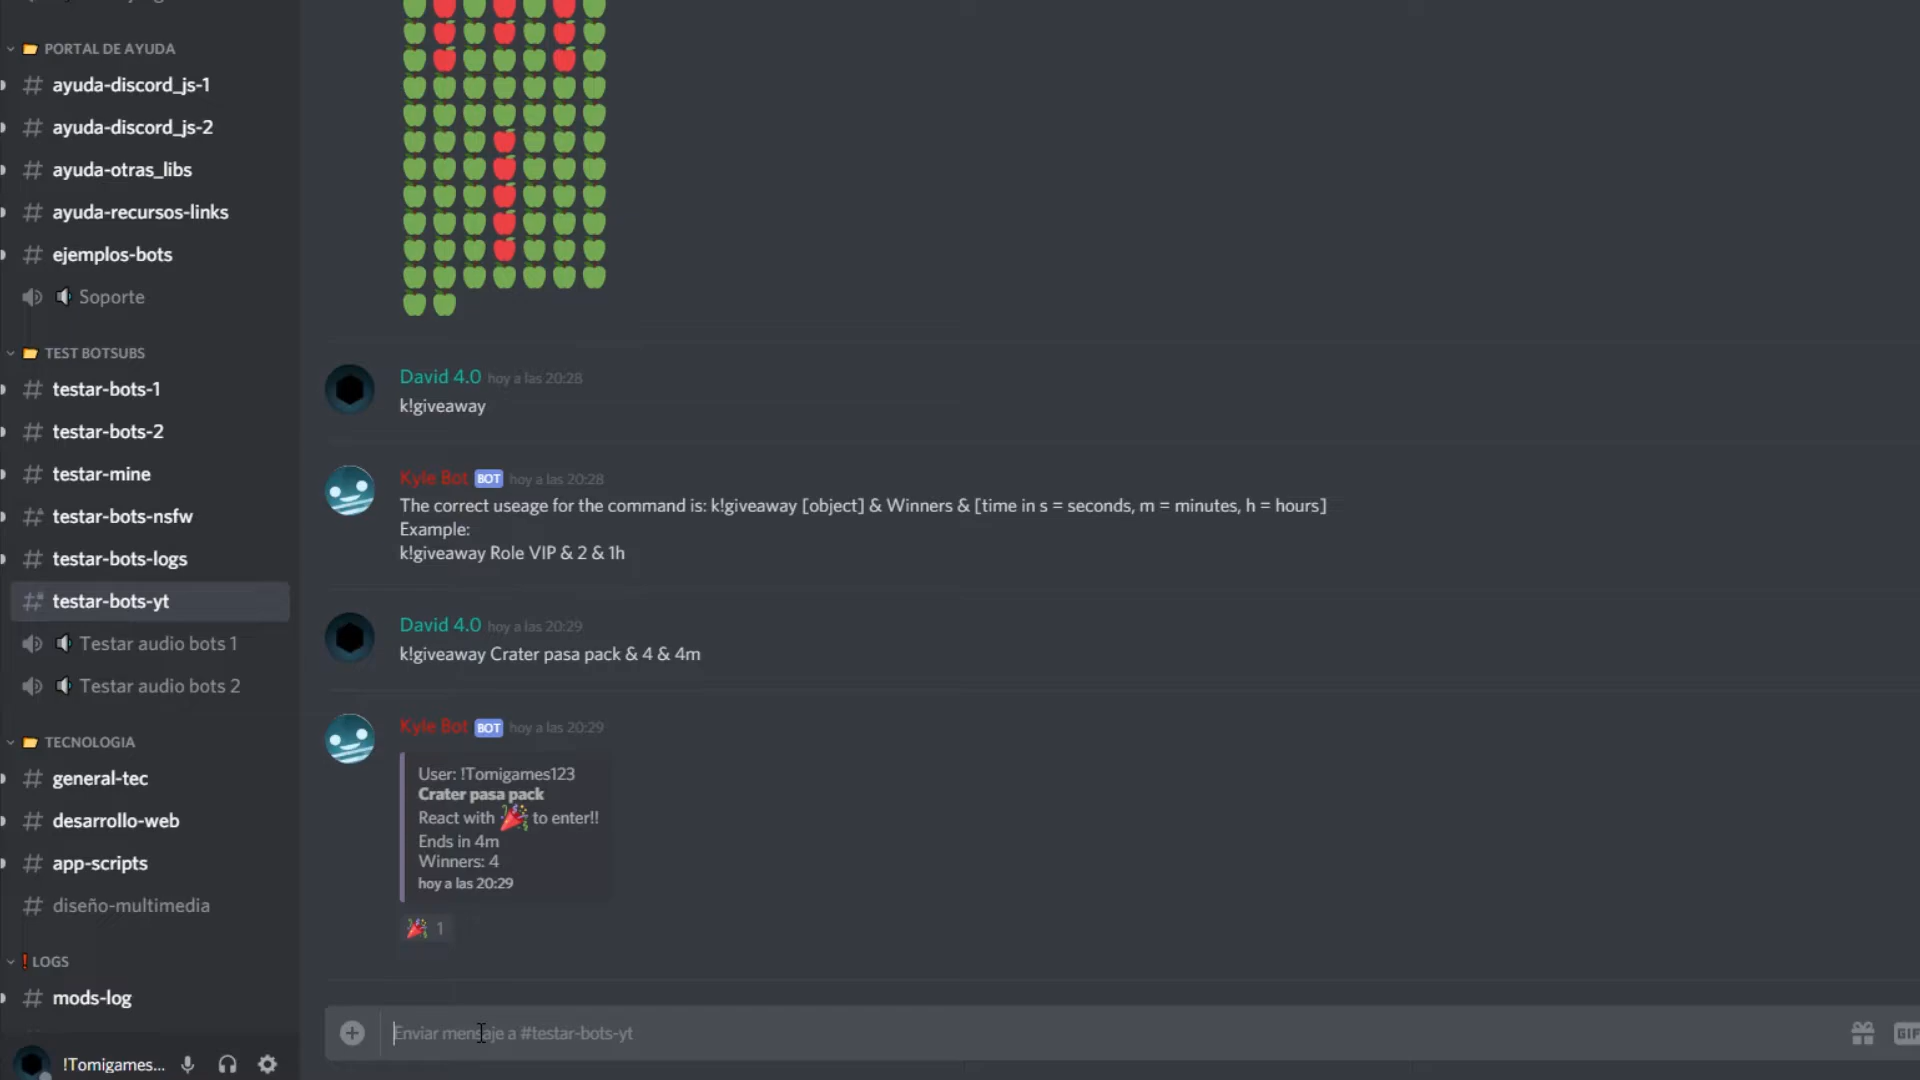 PORTAL DE AYUDA
ayuda-discord_js-1
ayuda-discord_js-2
ayuda-otras_libs
ayuda-recursos-links
ejemplos-bots
Soporte
TEST BOTSUBS
testar-bots-1
testar-bots-2
testar-mine
testar-bots-nsfw
testar-bots-logs
testar-bots-yt
Testar audio bots 1
Testar audio bots 2
TECNOLOGIA
general-tec
desarrollo-web
app-scripts
diseño-multimedia
LOGS
mods-log
!Tomigames...
David 4.0 hoy a las 20:28
k!giveaway
Kyle Bot BOT hoy a las 20:28
The correct useage for the command is: k!giveaway [object] & Winners & [time in s = seconds, m = minutes, h = hours]
Example:
k!giveaway Role VIP & 2 & 1h
David 4.0 hoy a las 20:29
k!giveaway Crater pasa pack & 4 & 4m
Kyle Bot BOT hoy a las 20:29
User: !Tomigames123
Crater pasa pack
React with 🎉 to enter!!
Ends in 4m
Winners: 4
hoy a las 20:29
🎉 1
Enviar mensaje a #testar-bots-yt
GIF